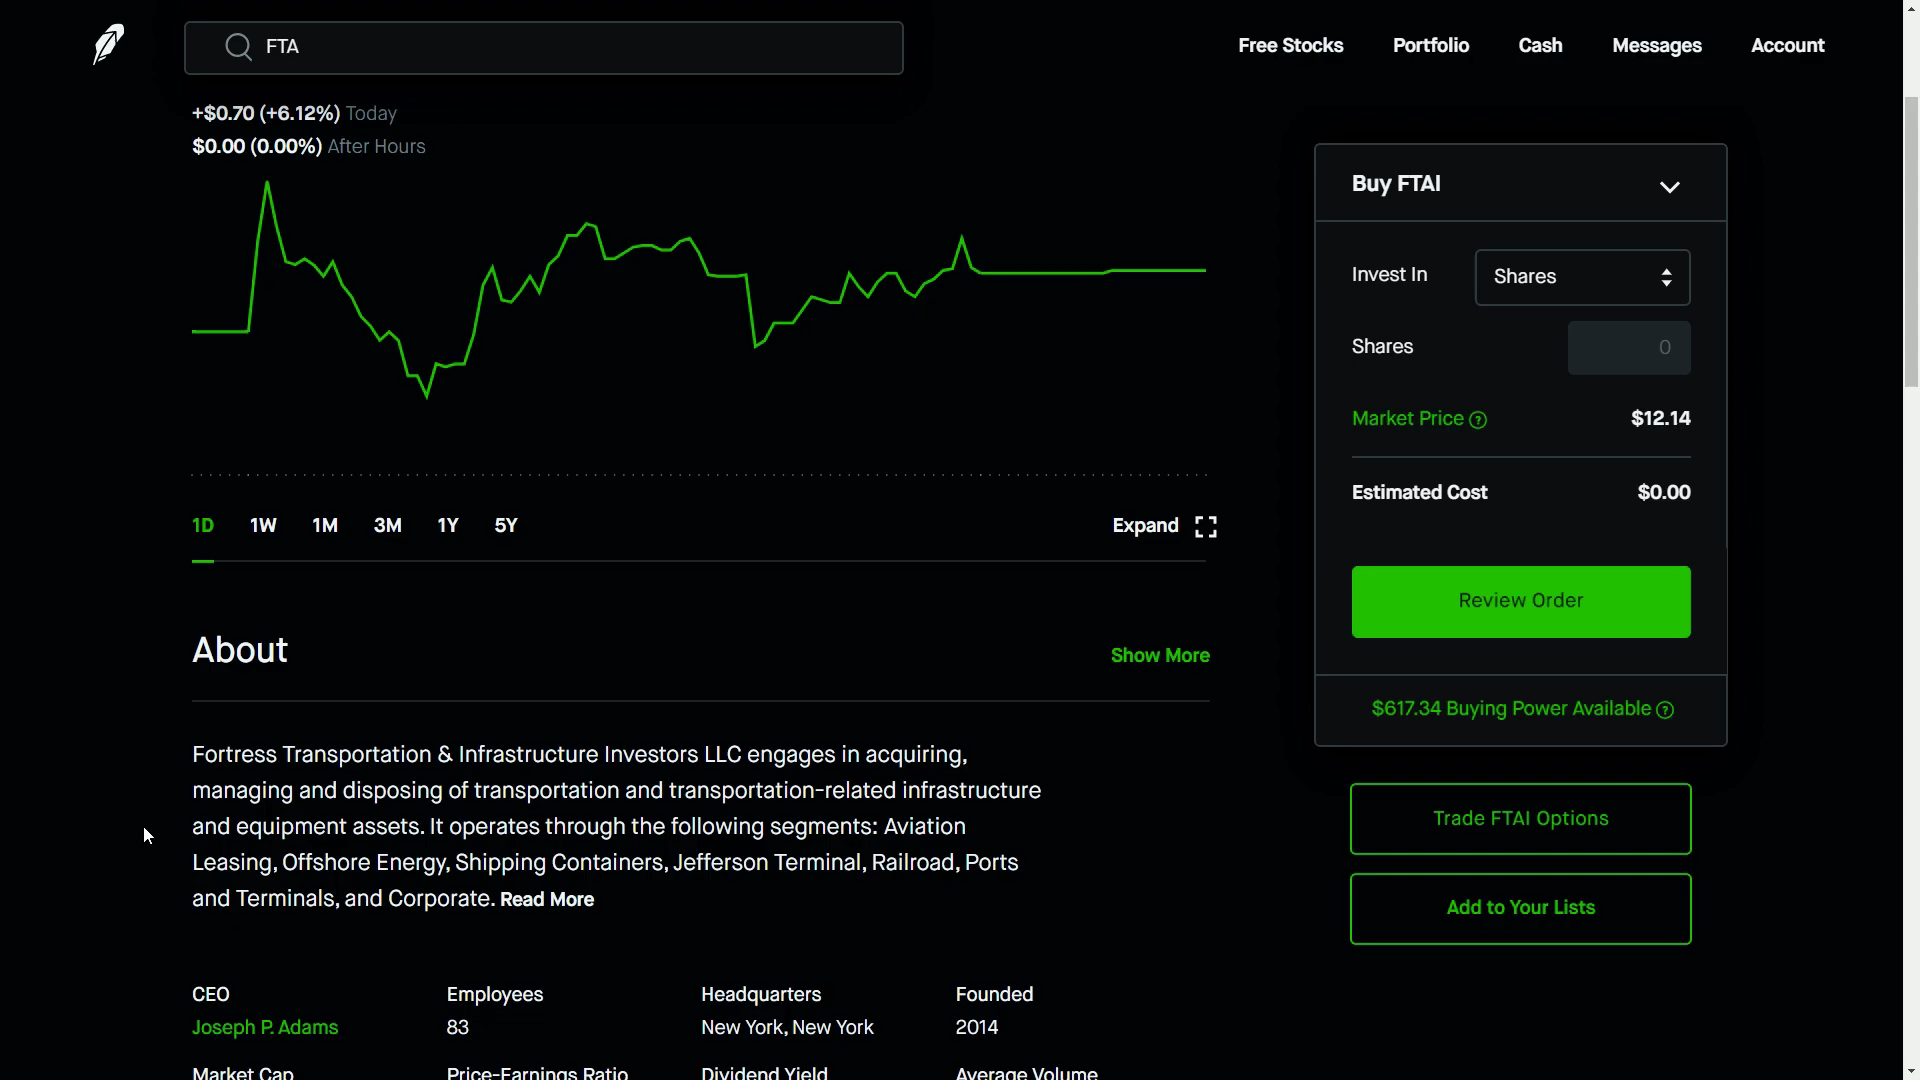 FTA
Free Stocks
Portfolio
Cash
Messages
Account
+$0.70 (+6.12%) Today
$0.00 (0.00%) After Hours
1D
1W
1M
3M
1Y
5Y
Expand
Buy FTAI
Invest In
Shares
Shares
0
Market Price ?
$12.14
Estimated Cost
$0.00
Review Order
$617.34 Buying Power Available ?
Trade FTAI Options
Add to Your Lists
About
Show More
Fortress Transportation & Infrastructure Investors LLC engages in acquiring,
managing and disposing of transportation and transportation-related infrastructure
and equipment assets. It operates through the following segments: Aviation
Leasing, Offshore Energy, Shipping Containers, Jefferson Terminal, Railroad, Ports
and Terminals, and Corporate. Read More
CEO
Joseph P. Adams
Employees
83
Headquarters
New York, New York
Founded
2014
Market Cap
Price-Earnings Ratio
Dividend Yield
Average Volume